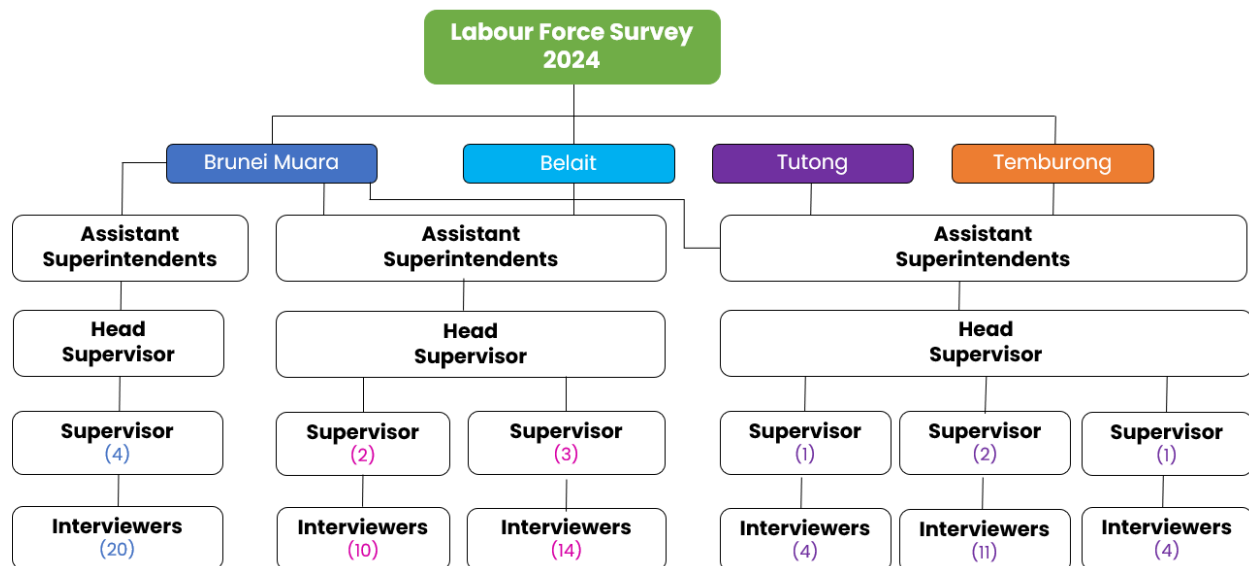 Labour Force Survey
2024
Brunei Muara
Belait
Tutong
Temburong
Assistant
Superintendents
Assistant
Superintendents
Assistant
Superintendents
Head
Supervisor
Head
Supervisor
Head
Supervisor
Supervisor
(4)
Supervisor
(2)
Supervisor
(3)
Supervisor
(1)
Supervisor
(2)
Supervisor
(1)
Interviewers
(20)
Interviewers
(10)
Interviewers
(14)
Interviewers
(4)
Interviewers
(11)
Interviewers
(4)